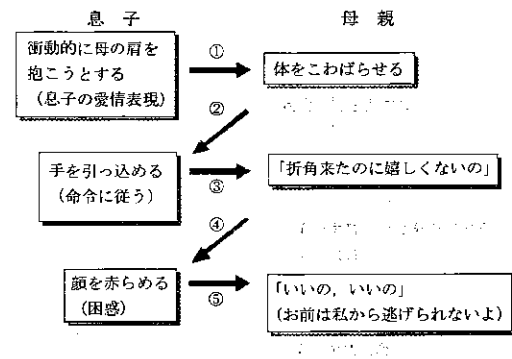 息子
母親
衝動的に母の肩を
抱こうとする
(息子の愛情表現)
①
体をこわばらせる
②
手を引っ込める
(命令に従う)
③
「折角来たのに嬉しくないの」
④
顔を赤らめる
(困惑)
⑤
「いいの,いいの」
(お前は私から逃げられないよ)